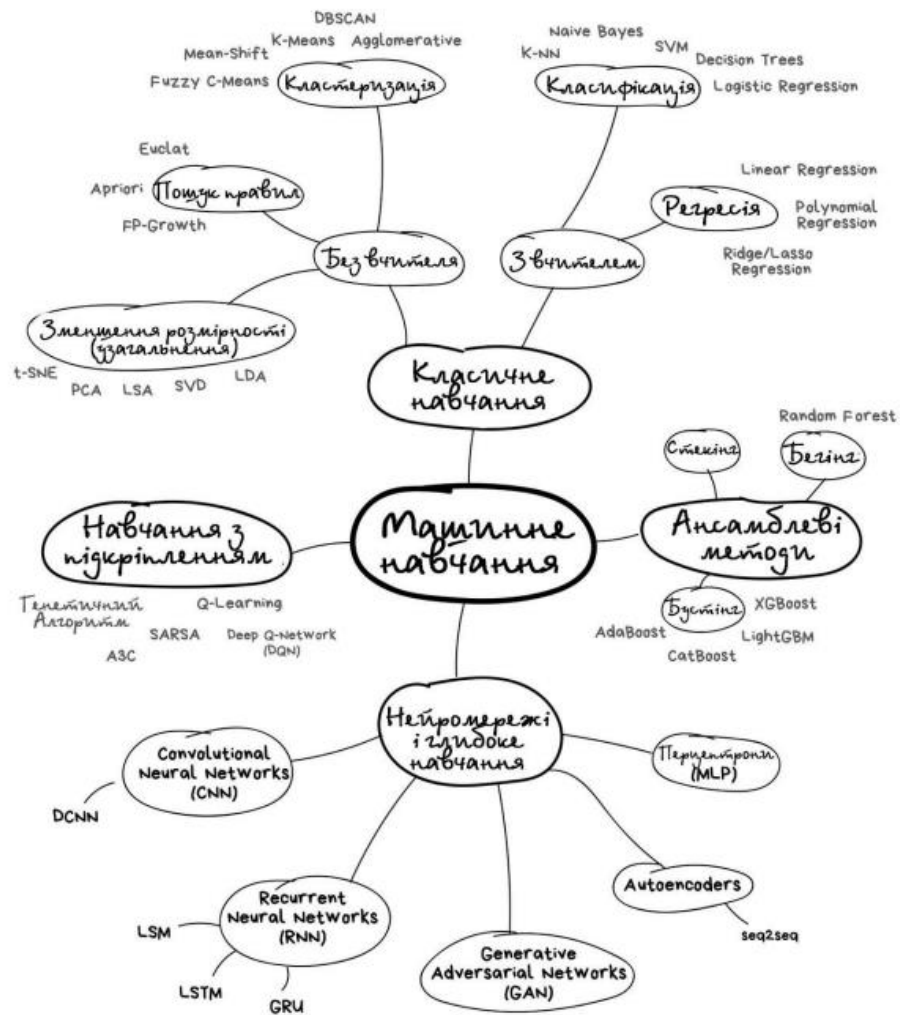 DBSCAN
K-Means
Agglomerative
Mean-Shift
Fuzzy C-Means
Кластеризація
Naive Bayes
K-NN
SVM
Decision Trees
Класифікація
Logistic Regression
Euclat
Apriori
Пошук правил
FP-Growth
Linear Regression
Регресія
Polynomial
Regression
Ridge/Lasso
Regression
Без вчителя
З вчителем
Зменшення розмірності
(узагальнення)
t-SNE
PCA
LSA
SVD
LDA
Класичне
навчання
Random Forest
Стекінг
Бегінг
Навчання з
підкріпленням
Машинне
навчання
Ансамблеві
методи
Генетичний
Алгоритм
Q-Learning
SARSA
Deep Q-Network
(DQN)
A3C
Бустінг
XGBoost
AdaBoost
LightGBM
CatBoost
Нейромережі
і глибоке
навчання
Convolutional
Neural Networks
(CNN)
DCNN
Перцептрони
(MLP)
Autoencoders
seq2seq
Recurrent
Neural Networks
(RNN)
LSM
LSTM
GRU
Generative
Adversarial Networks
(GAN)